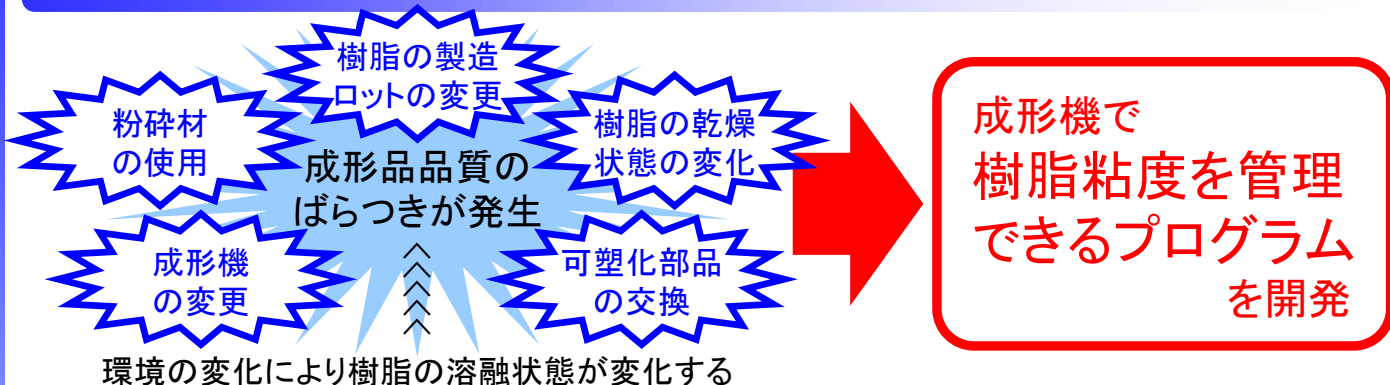 樹脂の製造
ロットの変更
粉砕材
の使用
樹脂の乾燥
状態の変化
成形品品質の
ばらつきが発生
成形機
の変更
可塑化部品
の交換
環境の変化により樹脂の溶融状態が変化する
成形機で
樹脂粘度を管理
できるプログラム
を開発